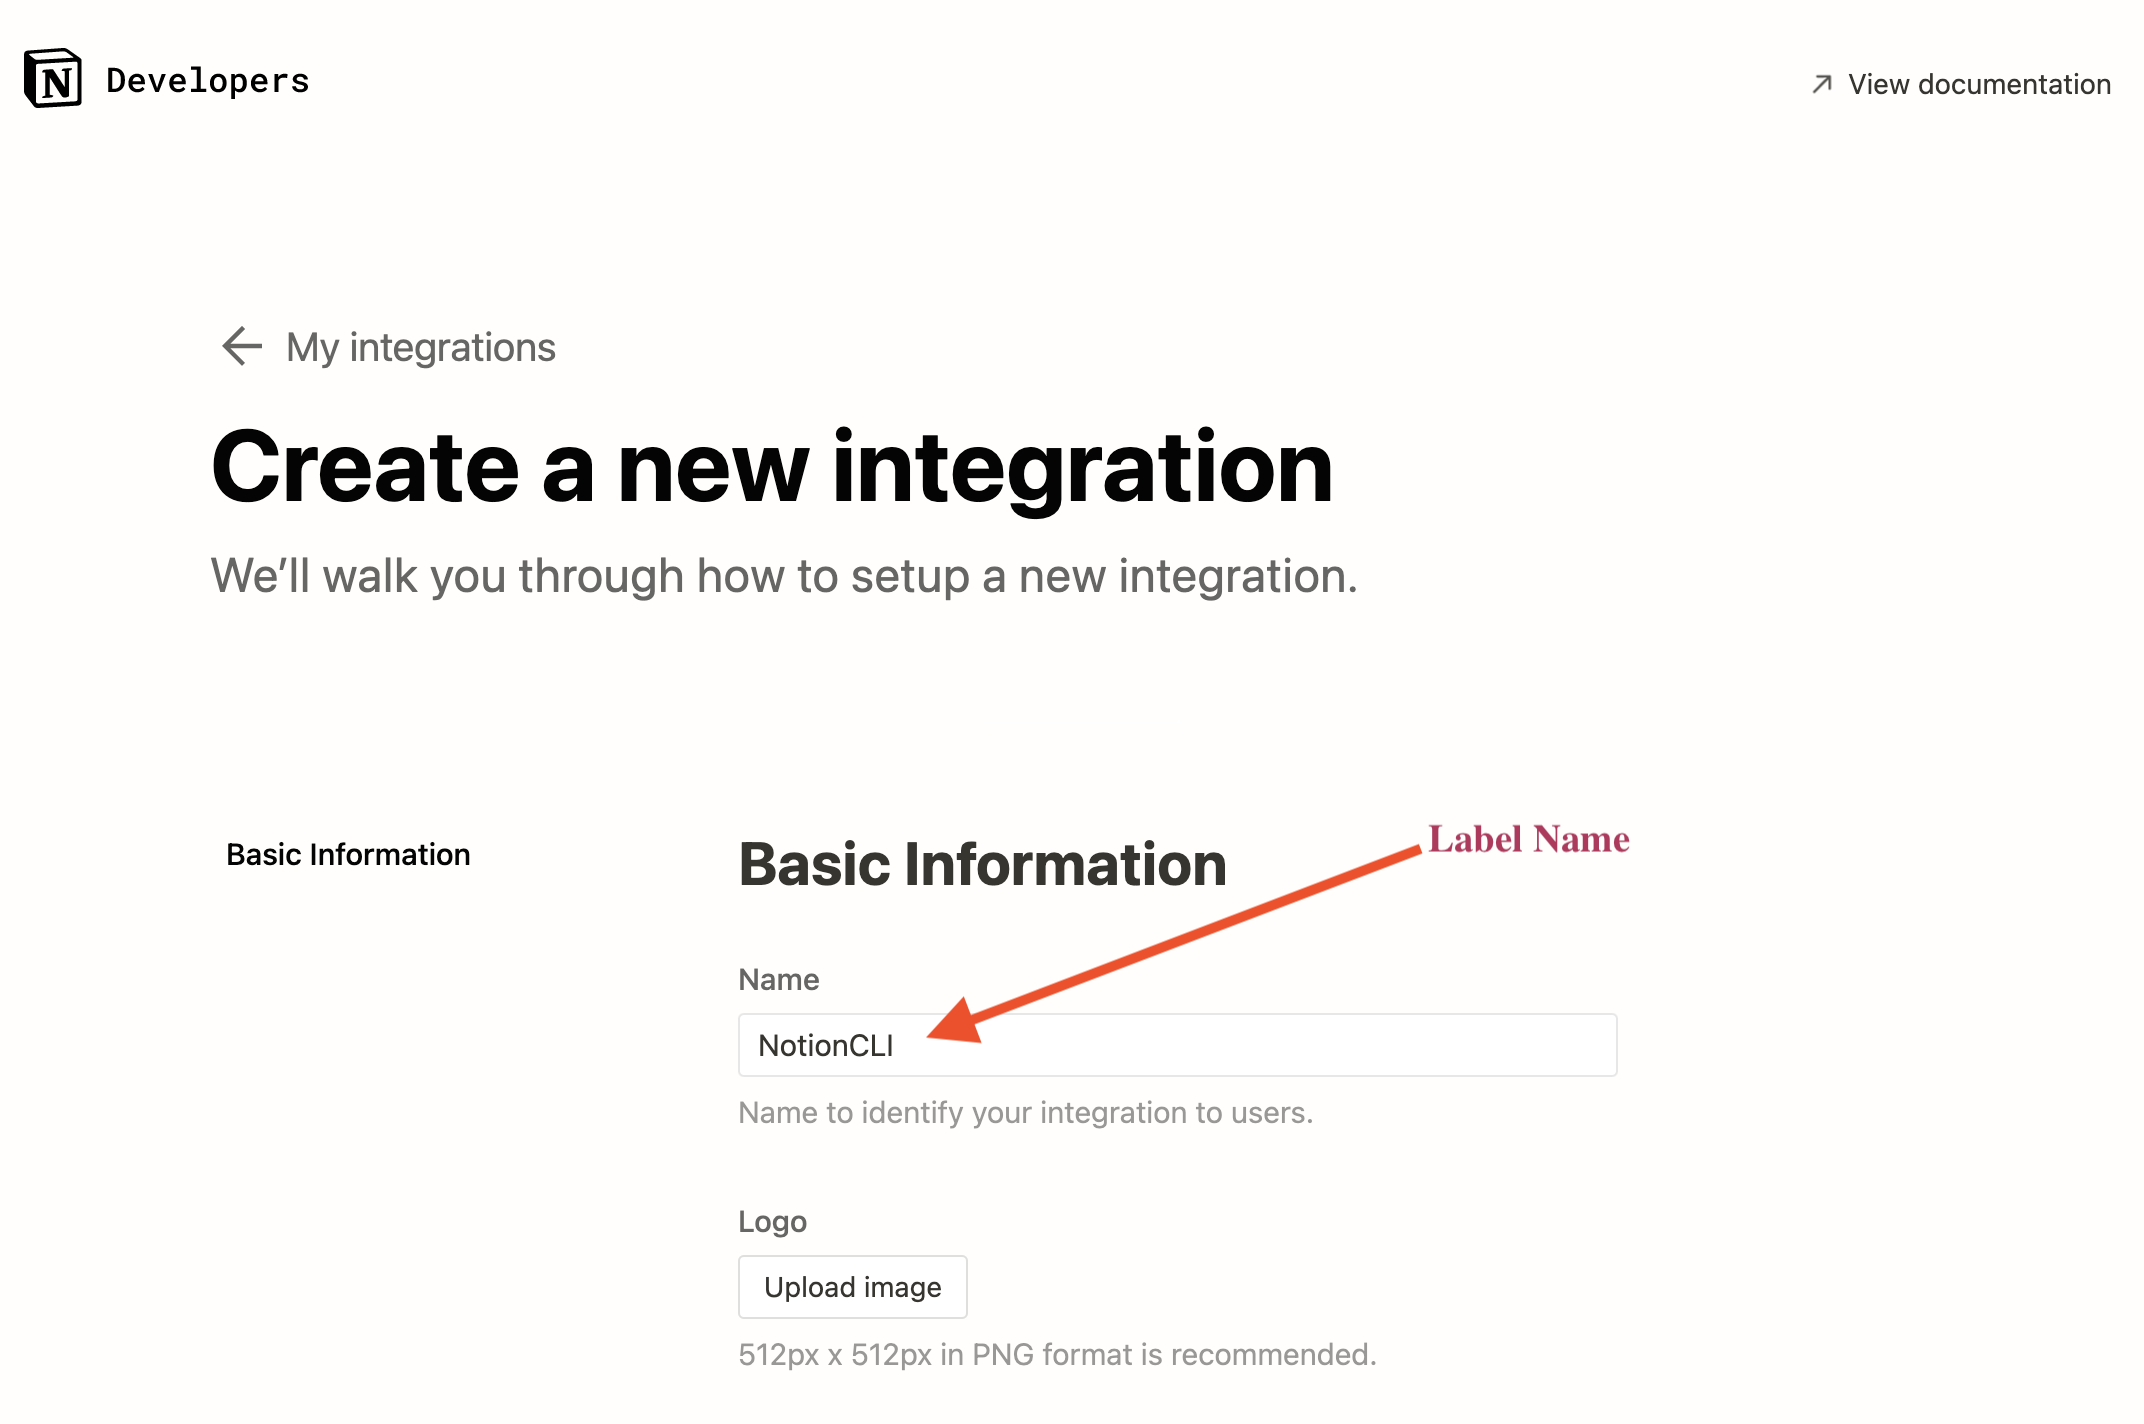 N Developers
View documentation
My integrations
Create a new integration
We’ll walk you through how to setup a new integration.
Basic Information
Basic Information
Label Name
Name
NotionCLI
Name to identify your integration to users.
Logo
Upload image
512px x 512px in PNG format is recommended.